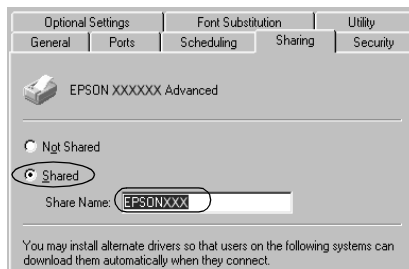 Optional Settings Font Substitution Utility
General Ports Scheduling Sharing Security
EPSON XXXXXX Advanced
Not Shared
Shared
Share Name: EPSONXXX
You may install alternate drivers so that users on the following systems can
download them automatically when they connect.